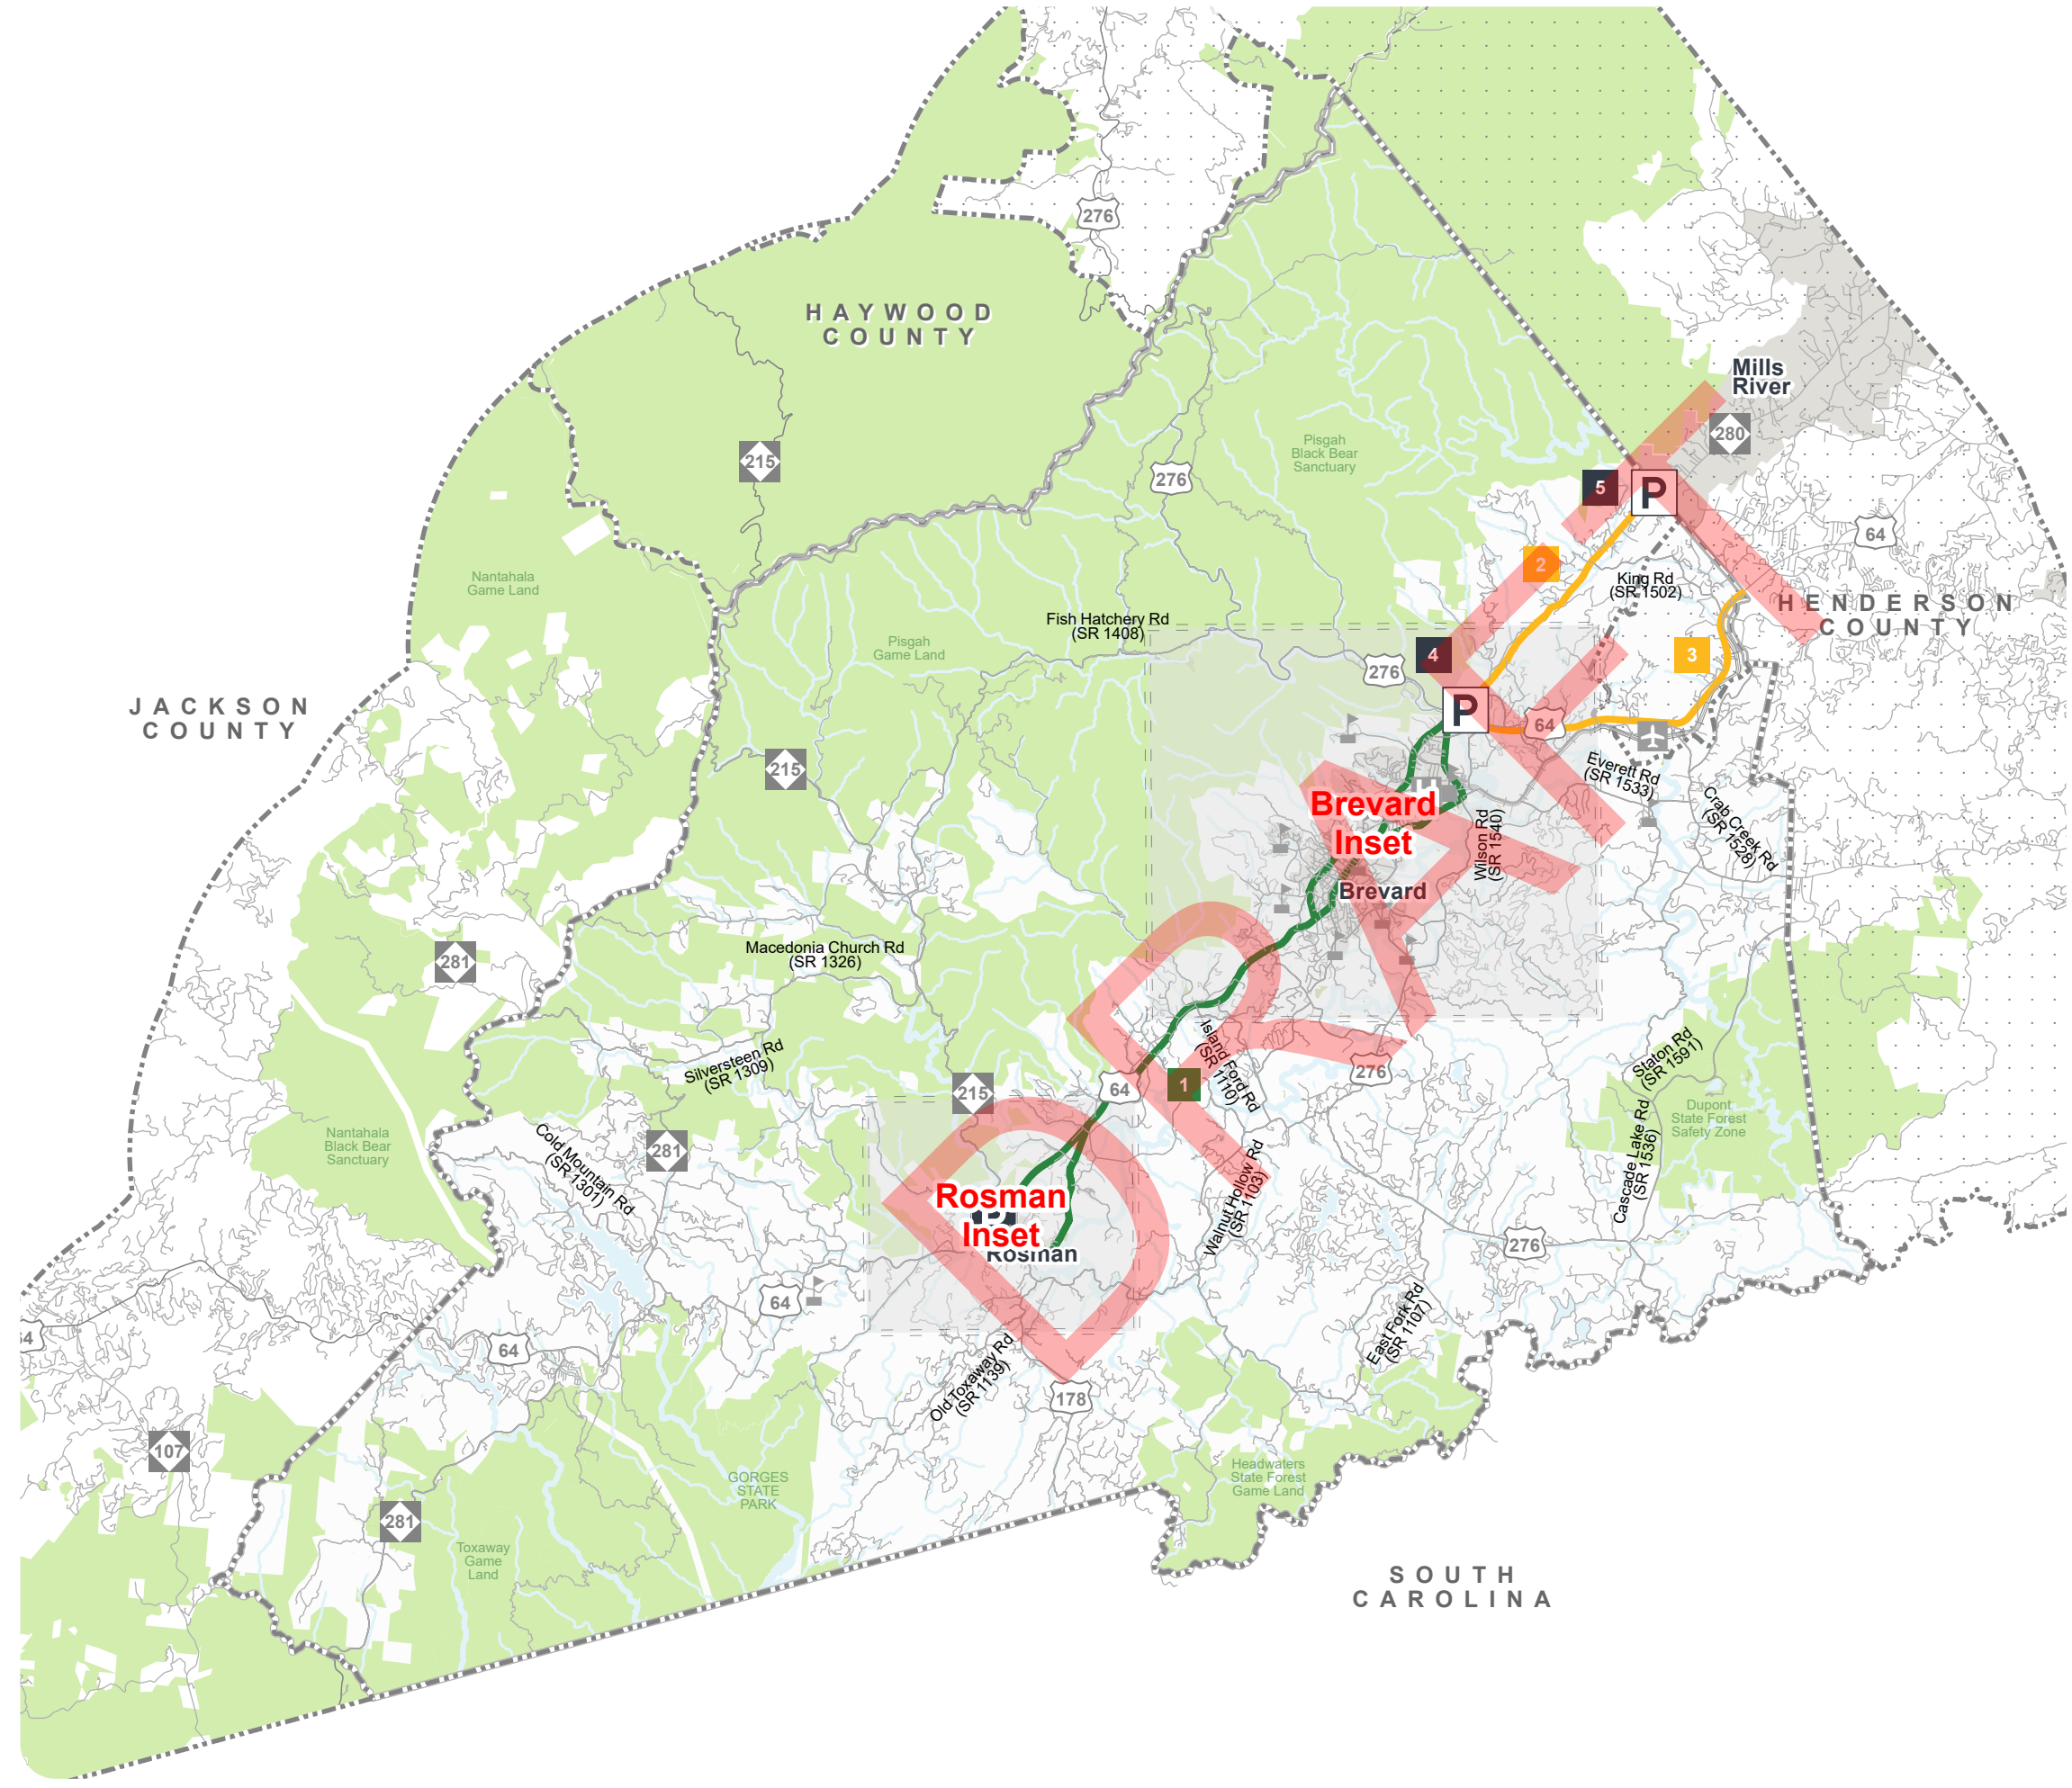 276
HAYWOOD
COUNTY
Mills
River
280
215
Pisgah
Black Bear
Sanctuary
276
5
P
64
2
King Rd
(SR 1502)
Nantahala
Game Land
HENDERSON
COUNTY
Fish Hatchery Rd
(SR 1408)
Pisgah
Game Land
4
276
3
JACKSON
COUNTY
P
64
215
Everett Rd
(SR 1533)
Brevard
Inset
Crab Creek Rd
(SR 1528)
Wilson Rd
(SR 1540)
Brevard
Macedonia Church Rd
(SR 1326)
281
DRAFT
Island Ford Rd
(SR 1110)
Staton Rd
(SR 1591)
Silversteen Rd
(SR 1309)
276
215
64
1
Dupont
State Forest
Safety Zone
Nantahala
Black Bear
Sanctuary
281
Cold Mountain Rd
(SR 1301)
Cascade Lake Rd
(SR 1536)
Walnut Hollow Rd
(SR 1103)
Rosman
Inset
Rosman
276
64
East Fork Rd
(SR 1107)
64
Old Toxaway Rd
(SR 1139)
178
107
GORGES
STATE
PARK
Headwaters
State Forest
Game Land
281
Toxaway
Game
Land
SOUTH
CAROLINA